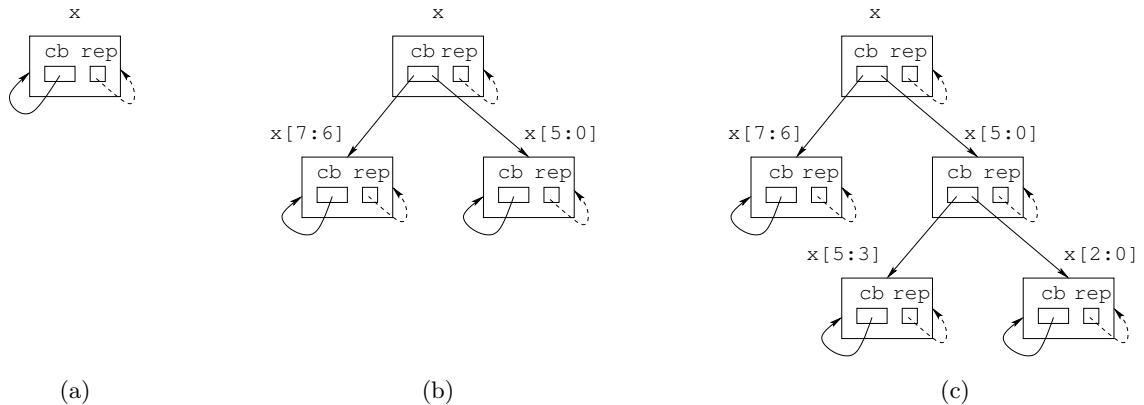 x
cb rep
(a)
x
cb rep
x[7:6]
x[5:0]
cb rep
cb rep
(b)
x
cb rep
x[7:6]
x[5:0]
cb rep
cb rep
x[5:3]
x[2:0]
cb rep
cb rep
(c)